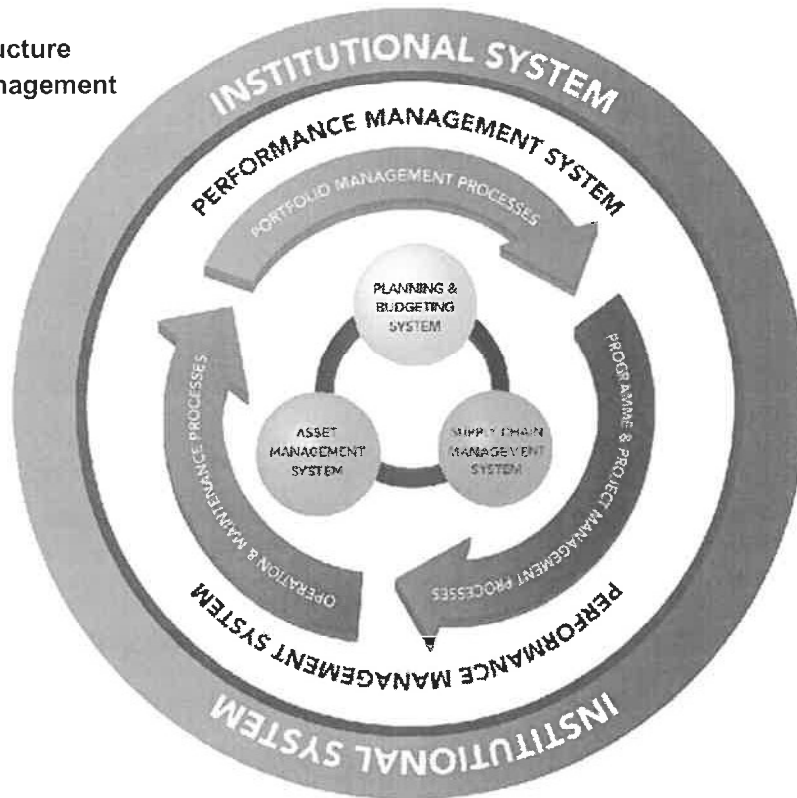 ucture
nagement
INSTITUTIONAL SYSTEM
PERFORMANCE MANAGEMENT SYSTEM
PORTFOLIO MANAGEMENT PROCESSES
PLANNING &
BUDGETING
SYSTEM
ASSET
MANAGEMENT
SYSTEM
SUPPLY CHAIN
MANAGEMENT
SYSTEM
PROGRAMME & PROJECT MANAGEMENT PROCESSES
OPERATION & MAINTENANCE PROCESSES
PERFORMANCE MANAGEMENT SYSTEM
INSTITUTIONAL SYSTEM